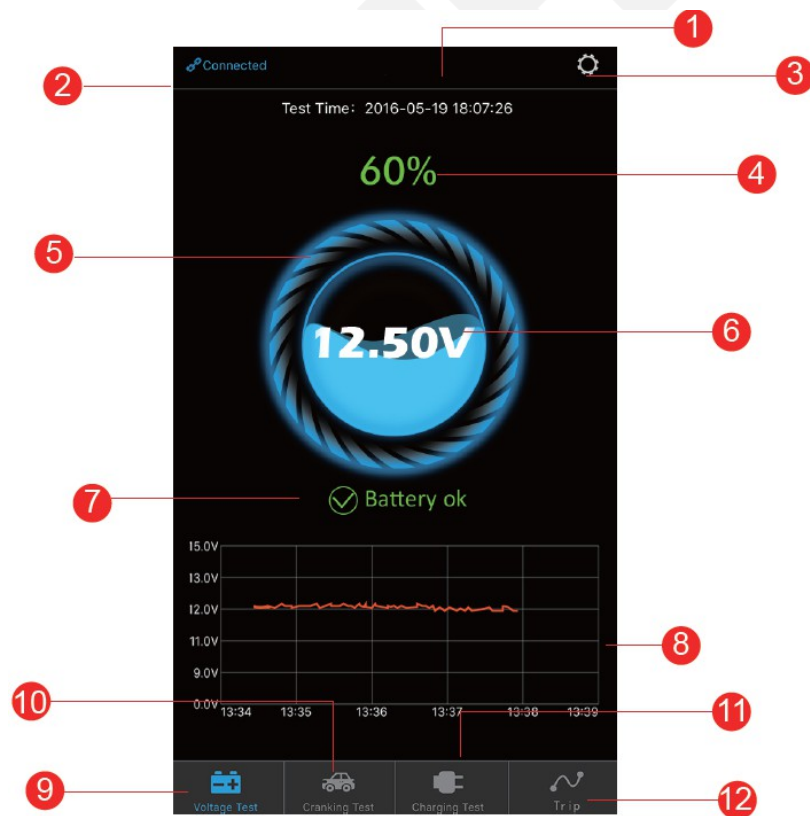 1
Connected
2
3
Test Time: 2016-05-19 18:07:26
60%
4
5
12.50V
6
7
Battery ok
15.0V
13.0V
12.0V
11.0V
8
9.0V
0.0V
13:34 13:35 13:36 13:37 13:38 13:39
10
11
9
Voltage Test
Cranking Test
Charging Test
Trip
12